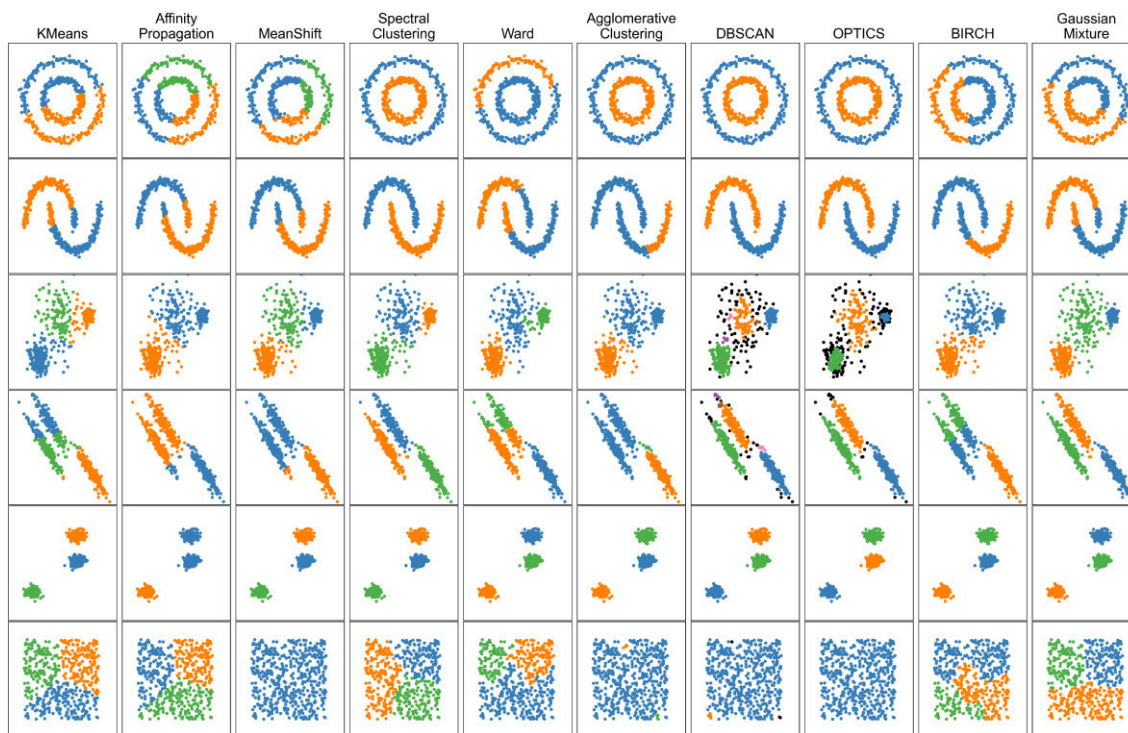 KMeans
Affinity
Propagation
MeanShift
Spectral
Clustering
Ward
Agglomerative
Clustering
DBSCAN
OPTICS
BIRCH
Gaussian
Mixture